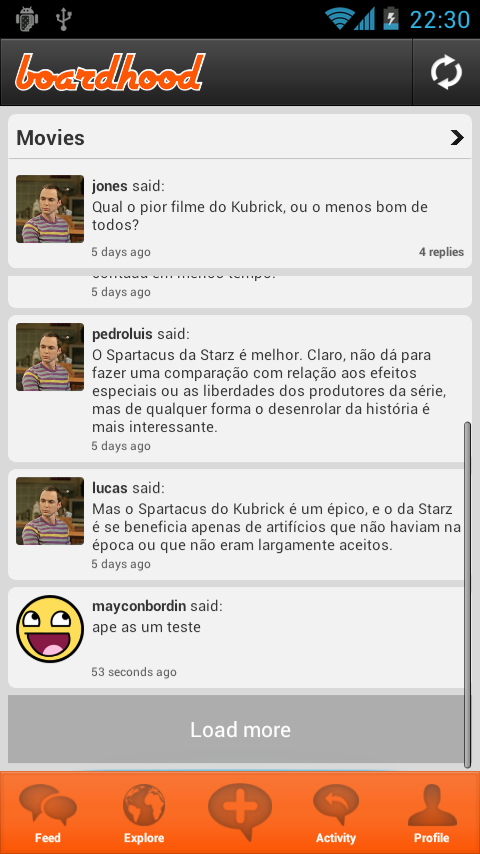 22:30
boardhood
Movies
jones said:
Qual o pior filme do Kubrick, ou o menos bom de
todos?
5 days ago
4 replies
contada em menos tempo.
5 days ago
pedroluis said:
O Spartacus da Starz é melhor. Claro, não dá para
fazer uma comparação com relação aos efeitos
especiais ou as liberdades dos produtores da série,
mas de qualquer forma o desenrolar da história é
mais interessante.
5 days ago
lucas said:
Mas o Spartacus do Kubrick é um épico, e o da Starz
é se beneficia apenas de artifícios que não haviam na
época ou que não eram largamente aceitos.
5 days ago
mayconbordin said:
ape as um teste
53 seconds ago
Load more
Feed
Explore
Activity
Profile